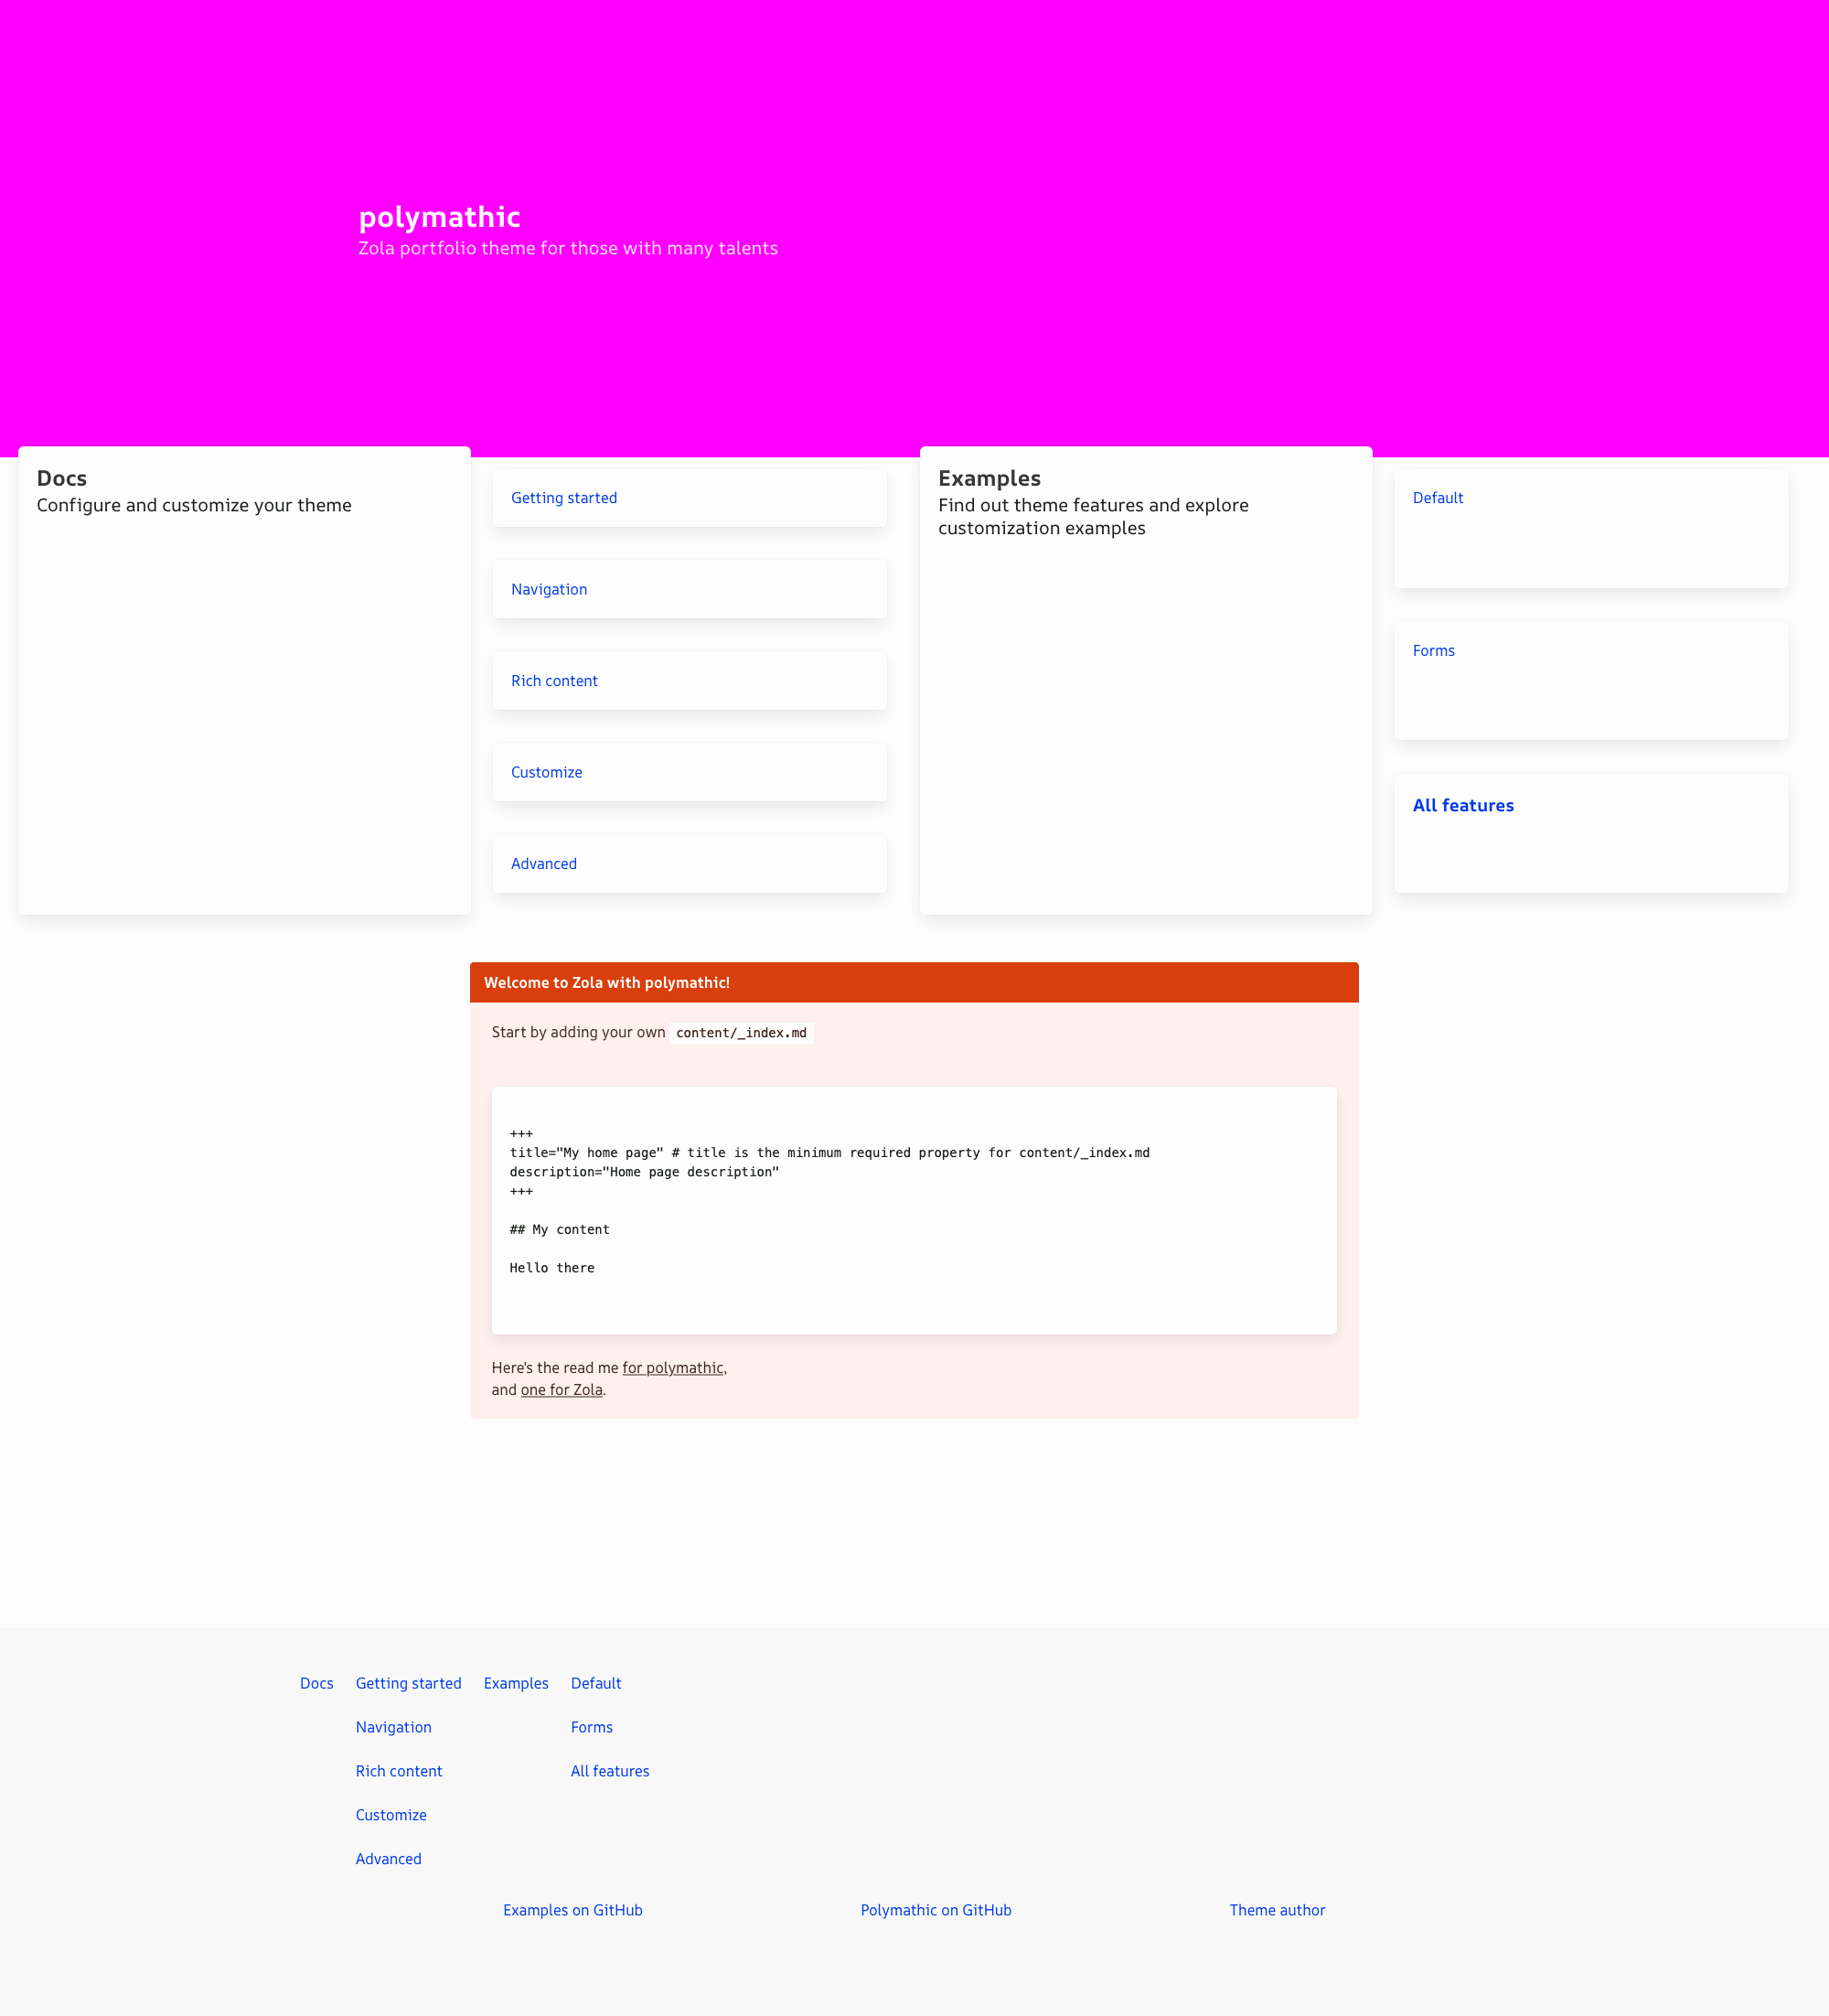 polymathic
Zola portfolio theme for those with many talents
Docs
Configure and customize your theme
Getting started
Navigation
Rich content
Customize
Advanced
Examples
Find out theme features and explore
customization examples
Default
Forms
All features
Welcome to Zola with polymathic!
Start by adding your own content/_index.md
+++
title="My home page" # title is the minimum required property for content/_index.md
description="Home page description"
+++
## My content
Hello there
Here's the read me for polymathic,
and one for Zola.
Docs
Getting started
Navigation
Rich content
Customize
Advanced
Examples
Default
Forms
All features
Examples on GitHub
Polymathic on GitHub
Theme author